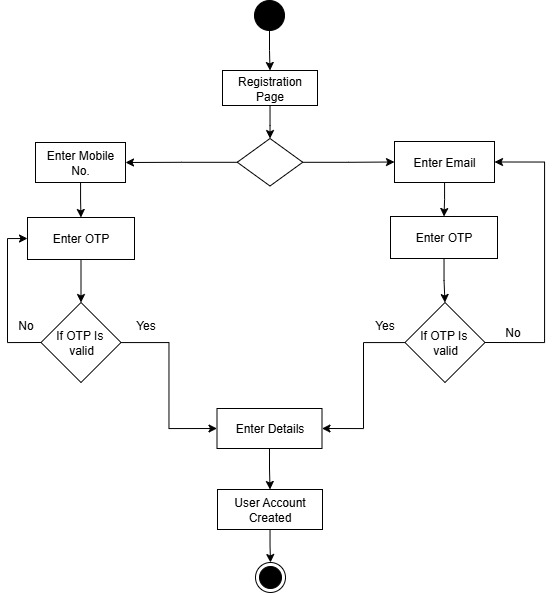 Registration
Page
Enter Mobile
No.
Enter Email
Enter OTP
Enter OTP
No
If OTP Is
valid
Yes
Yes
If OTP Is
valid
No
Enter Details
User Account
Created